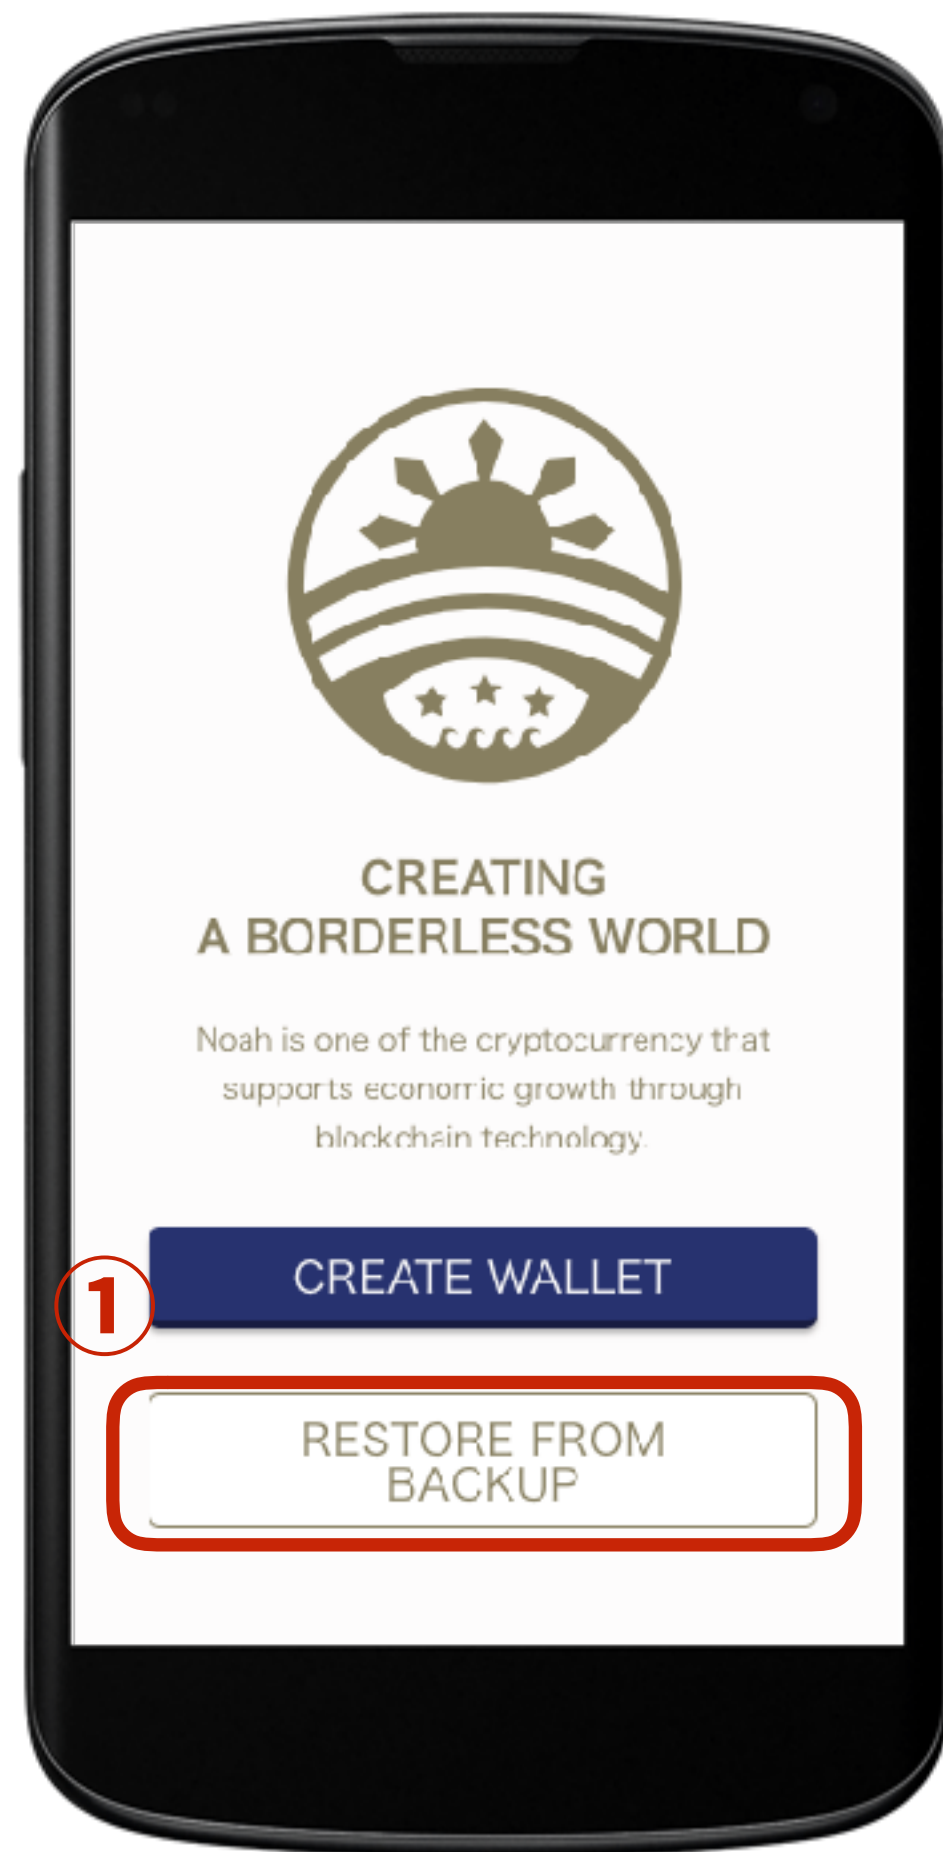 CREATING
A BORDERLESS WORLD
Noah is one of the cryptocurrency that
supports economic growth through
blockchain technology.
CREATE WALLET
①
RESTORE FROM
BACKUP